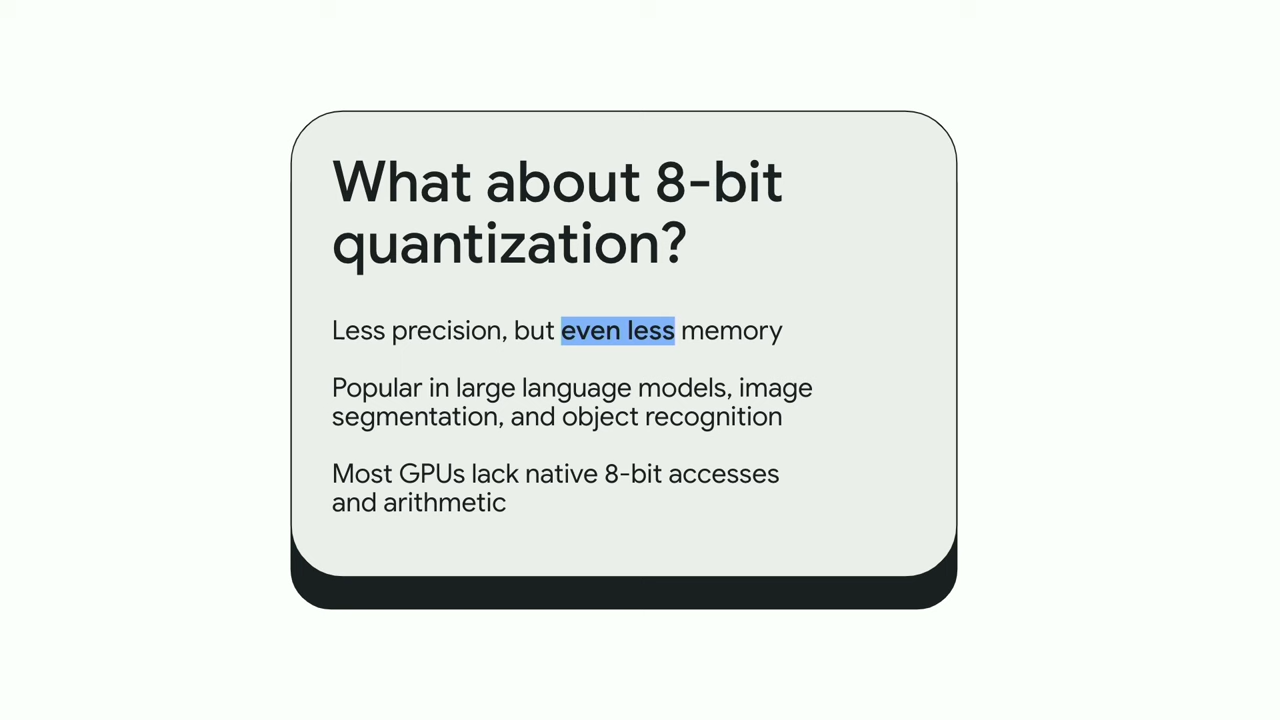 What about 8-bit
quantization?
Less precision, but even less memory
Popular in large language models, image
segmentation, and object recognition
Most GPUs lack native 8-bit accesses
and arithmetic